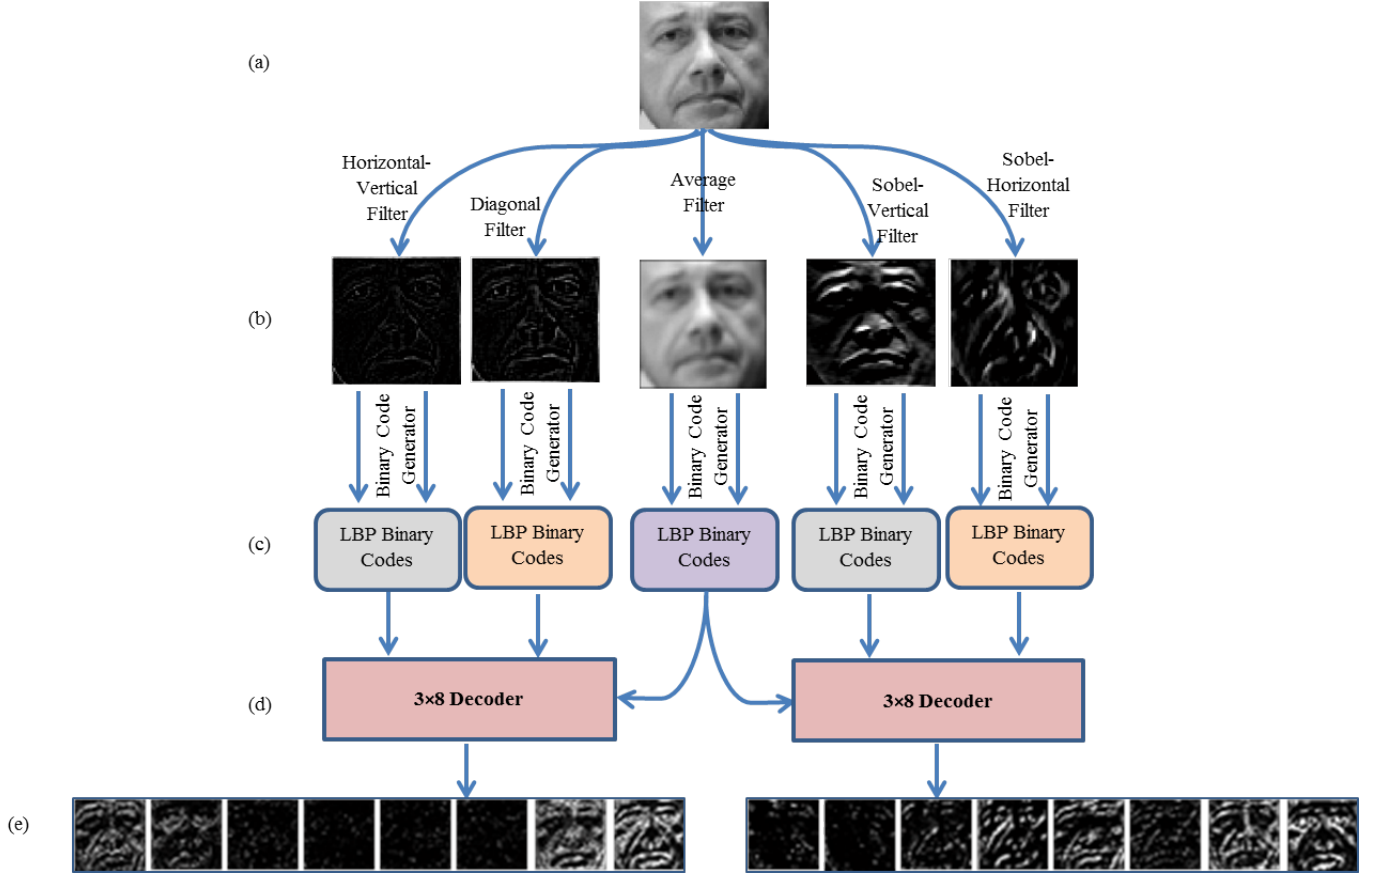 (a)
Horizontal-
Vertical
Filter
Diagonal
Filter
Average
Filter
Sobel-
Vertical
Filter
Sobel-
Horizontal
Filter
(b)
Binary Code
Generator
Binary Code
Generator
Binary Code
Generator
Binary Code
Generator
Binary Code
Generator
(c)
LBP Binary
Codes
LBP Binary
Codes
LBP Binary
Codes
LBP Binary
Codes
LBP Binary
Codes
(d)
3×8 Decoder
3×8 Decoder
(e)